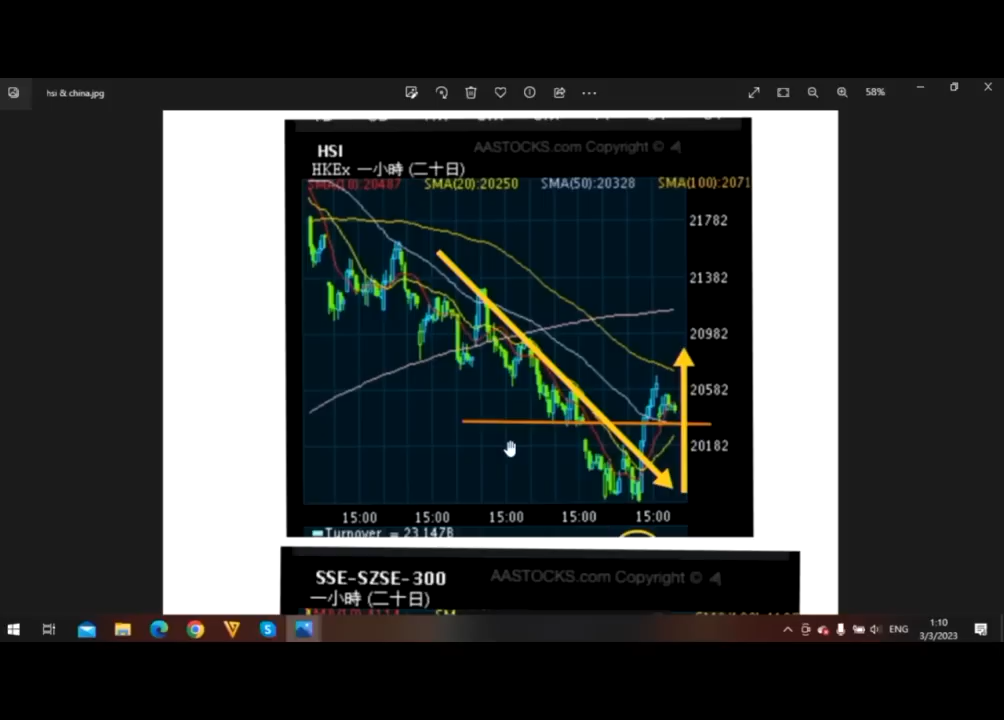 hsi & china.jpg
58%
HSI
AASTOCKS.com Copyright ©
HKEx 一小時 (二十日)
SMA(10):20487 SMA(20):20250 SMA(50):20328 SMA(100):2071
21782
21382
20982
20582
20182
15:00 15:00 15:00 15:00 15:00
Turnover = 23.147B
SSE-SZSE-300
AASTOCKS.com Copyright ©
一小時 (二十日)
ENG
1:10
3/3/2023